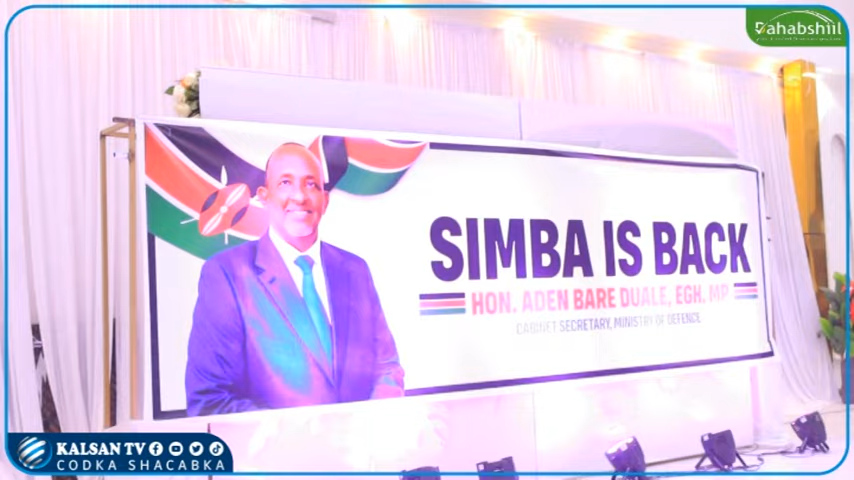 Dahabshiil
SIMBA IS BACK
HON. ADEN BARE DUALE, EGH, MP
CABINET SECRETARY, MINISTRY OF DEFENCE
KALSAN TV
CODKA SHACABKA